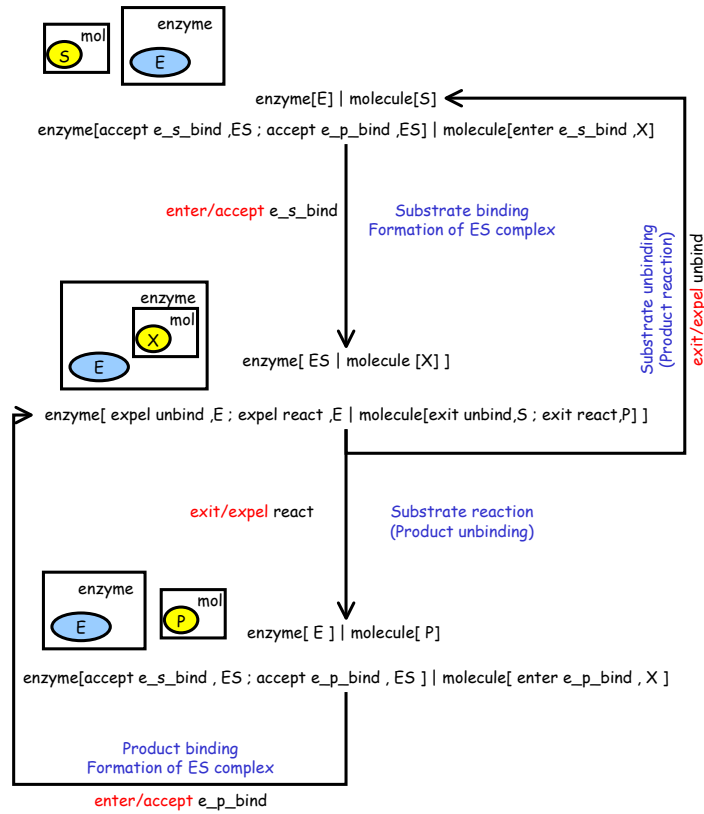 mol
S
enzyme
E
enzyme[E] | molecule[S]
enzyme[accept e_s_bind ,ES ; accept e_p_bind ,ES] | molecule[enter e_s_bind ,X]
enter/accept e_s_bind
Substrate binding
Formation of ES complex
Substrate unbinding
(Product reaction)
exit/expel unbind
enzyme
mol
X
E
enzyme[ ES | molecule [X] ]
enzyme[ expel unbind ,E ; expel react ,E | molecule[exit unbind,S ; exit react,P] ]
exit/expel react
Substrate reaction
(Product unbinding)
enzyme
E
mol
P
enzyme[ E ] | molecule[ P]
enzyme[accept e_s_bind , ES ; accept e_p_bind , ES ] | molecule[ enter e_p_bind , X ]
Product binding
Formation of ES complex
enter/accept e_p_bind